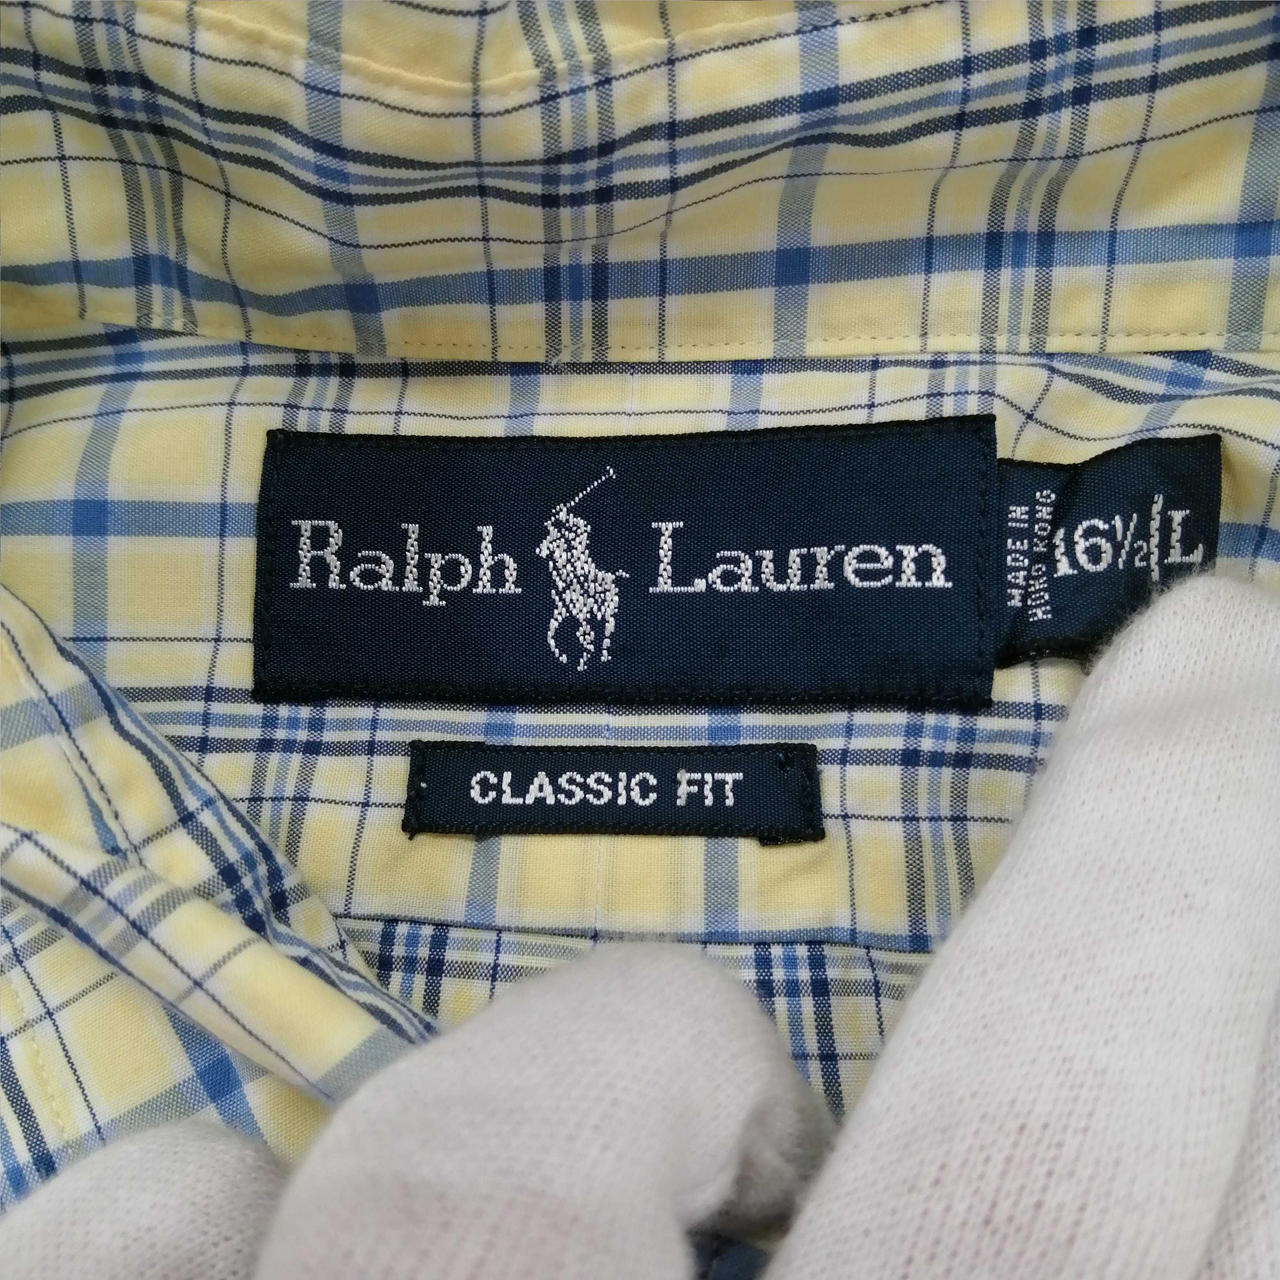 Ralph Lauren
MADE IN
HONG KONG
16½ L
CLASSIC FIT